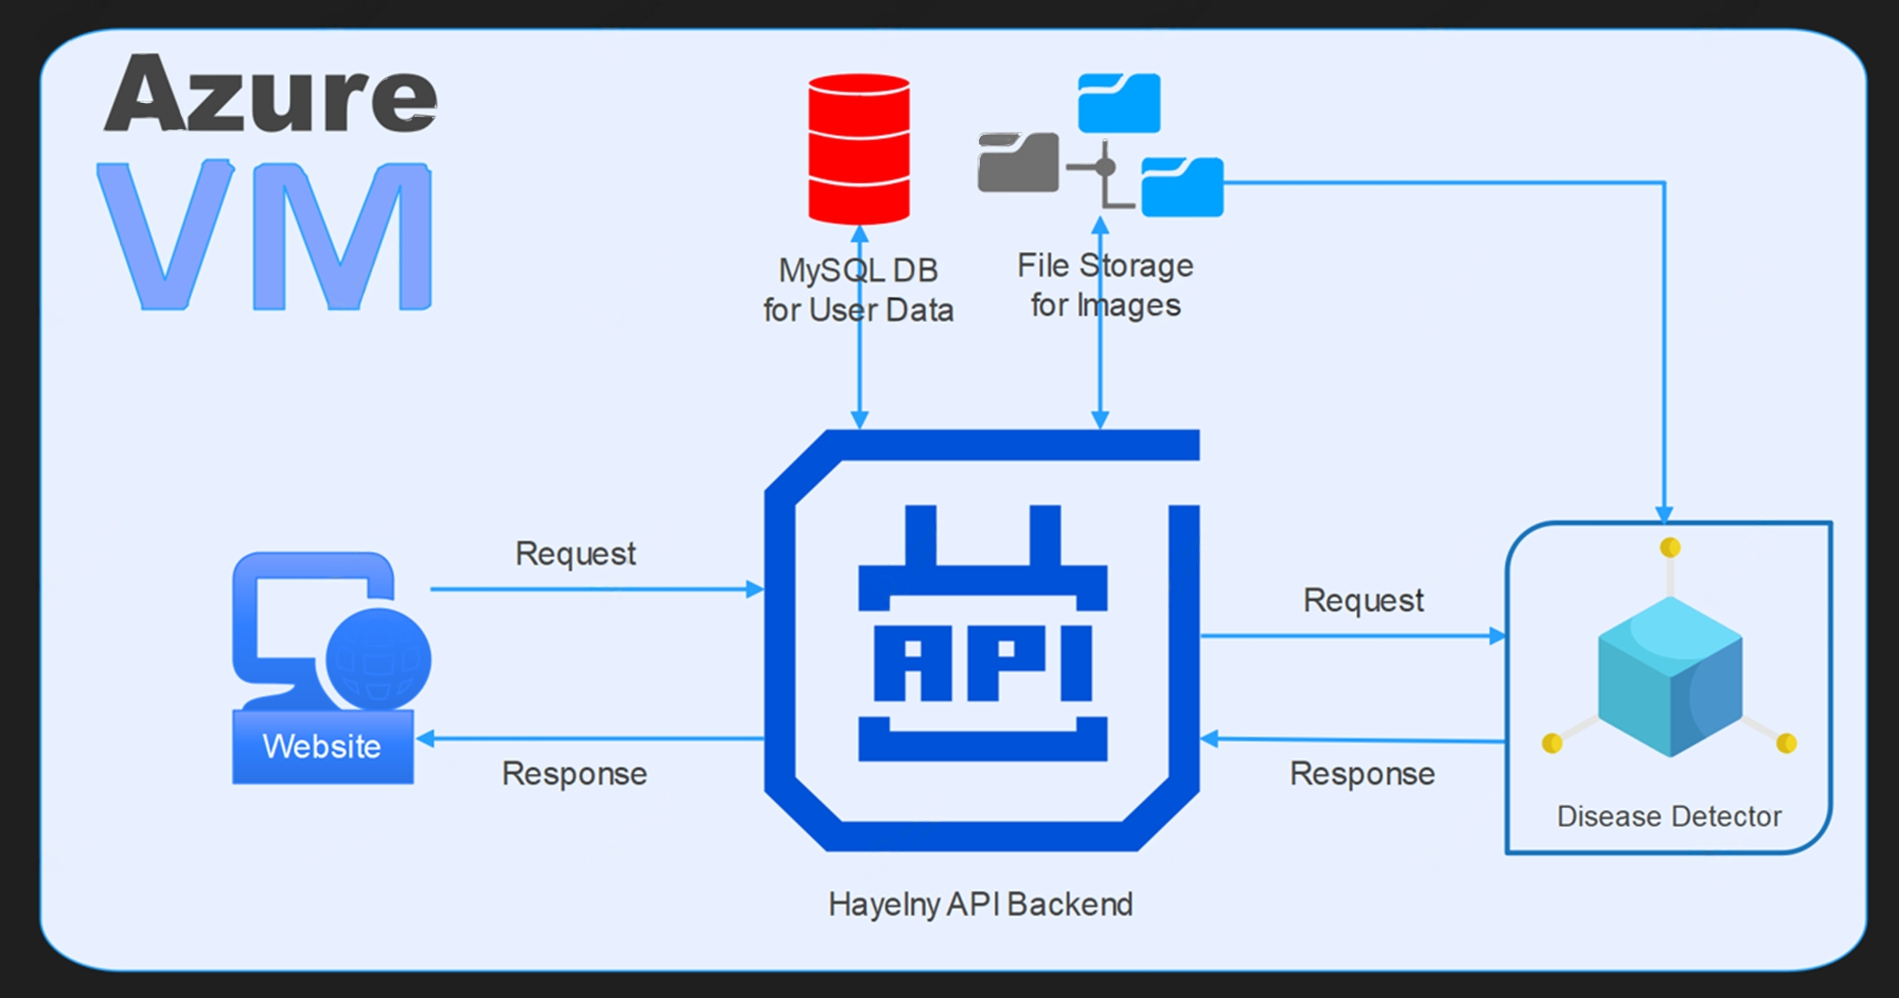 Azure
VM
MySQL DB
for User Data
File Storage
for Images
Request
Website
Response
API
Request
Response
Disease Detector
Hayelny API Backend